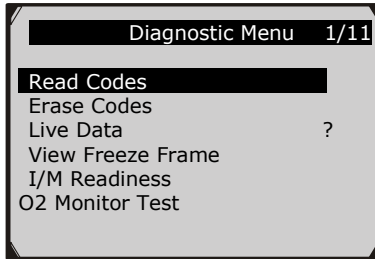 Diagnostic Menu 1/11
Read Codes
Erase Codes
Live Data ?
View Freeze Frame
I/M Readiness
O2 Monitor Test